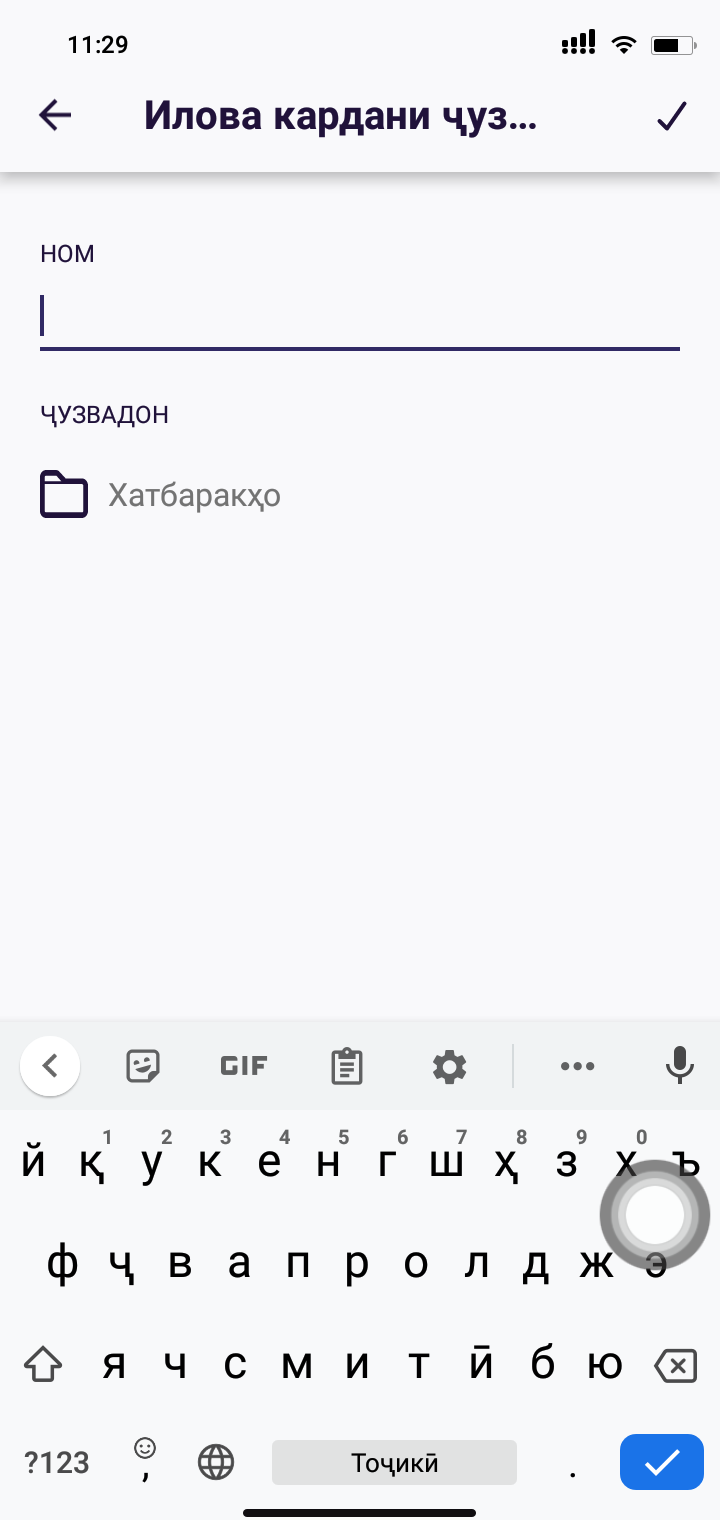 11:29
Илова кардани ҷуз...
НОМ
ҶУЗВАДОН
Хатбаракҳо
GIF
1 2 3 4 5 6 7 8 9 0
й қ у к е н г ш ҳ з х ъ
ф ҷ в а п р о л д ж э
я ч с м и т ӣ б ю
?123 , Тоҷикӣ .